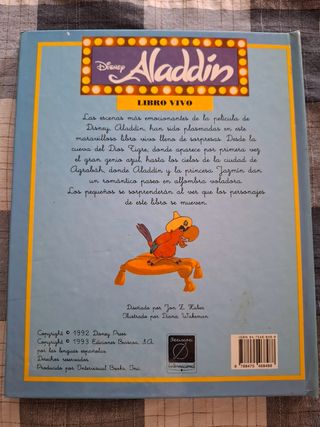 Disney
Aladdín
LIBRO VIVO
Las escenas más emocionantes de la película de
Disney, Aladdín, han sido plasmadas en este
maravilloso libro vivo lleno de sorpresas. Desde la
cueva del Dios Tigre, donde aparece por primera vez
el gran genio azul, hasta los cielos de la ciudad de
Agrabah, donde Aladdín y la princesa Jazmín dan
un romántico paseo en alfombra voladora.
Los pequeños se sorprenderán al ver que los personajes
de este libro se mueven.
Diseñado por Jon Z. Haber
Ilustrado por Diana Wakeman
Copyright © 1992 Disney Press
Copyright © 1993 Ediciones Beascoa, S.A.
por las lenguas españolas.
Derechos reservados.
Producido por Intervisual Books, Inc.
Beascoa
internacional